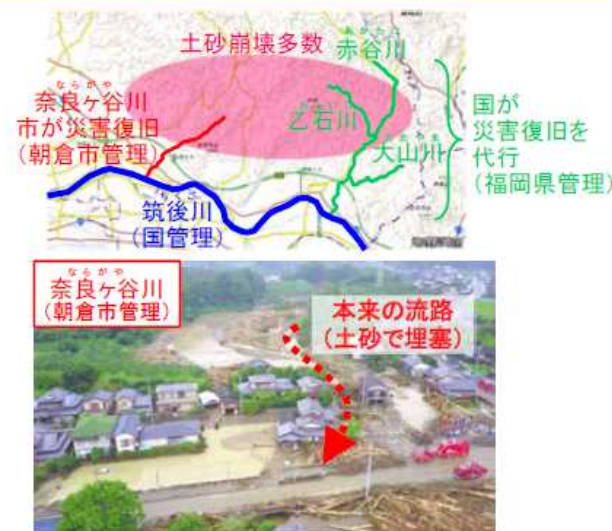 土砂崩壊多数
あかたに
赤谷川
ならがや
奈良ヶ谷川
市が災害復旧
(朝倉市管理)
乙石川
大山川
国が
災害復旧を
代行
(福岡県管理)
筑後川
(国管理)
ならがや
奈良ヶ谷川
(朝倉市管理)
本来の流路
(土砂で埋塞)